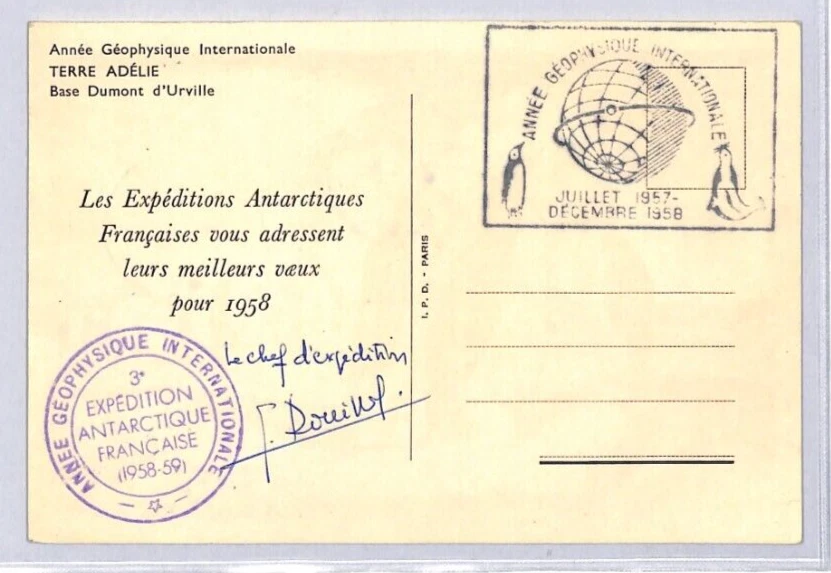 Année Géophysique Internationale
TERRE ADÉLIE
Base Dumont d'Urville
ANNÉE GÉOPHYSIQUE INTERNATIONALE
JUILLET 1957-
DÉCEMBRE 1958
Les Expéditions Antarctiques
Françaises vous adressent
leurs meilleurs vœux
pour 1958
I. P. D. - PARIS
Le chef d'expédition
ANNÉE GÉOPHYSIQUE INTERNATIONALE
3e
EXPÉDITION
ANTARCTIQUE
FRANÇAISE
(1958-59)